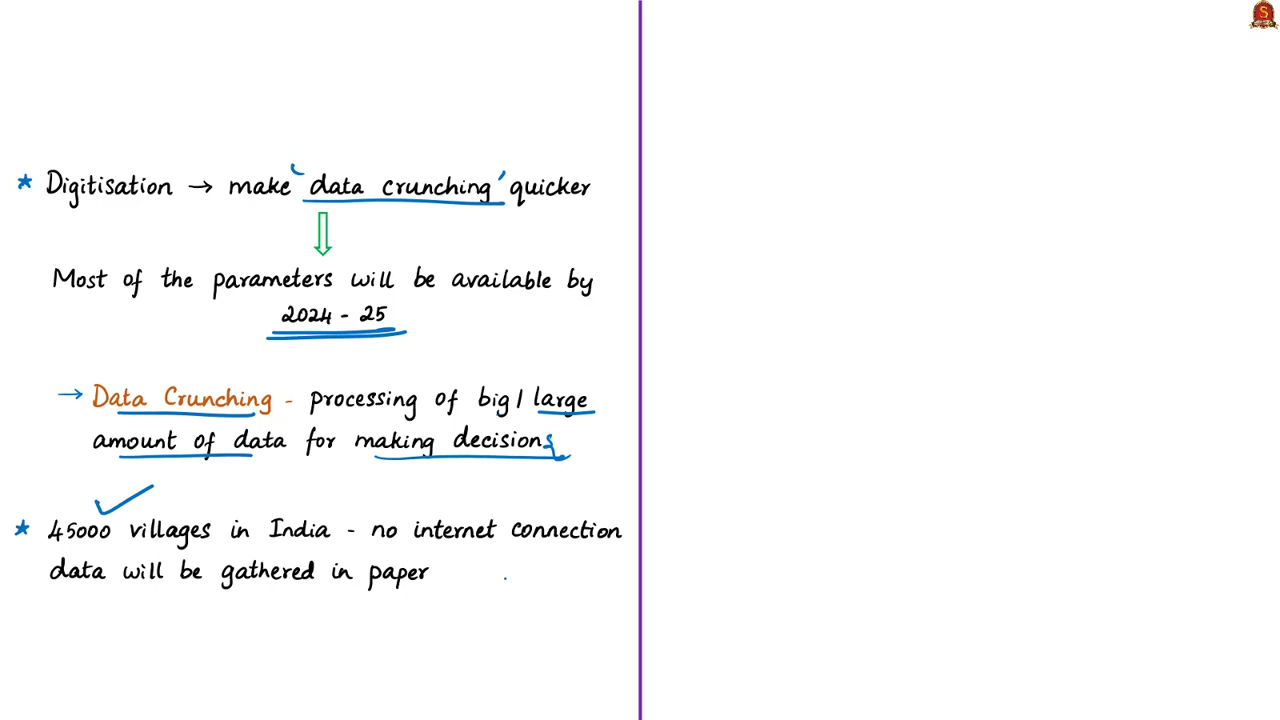 ★ Digitisation → make 'data crunching' quicker
Most of the parameters will be available by
2024 - 25
→ Data Crunching - processing of big / large
amount of data for making decisions
★ 45000 villages in India - no internet connection
data will be gathered in paper
S